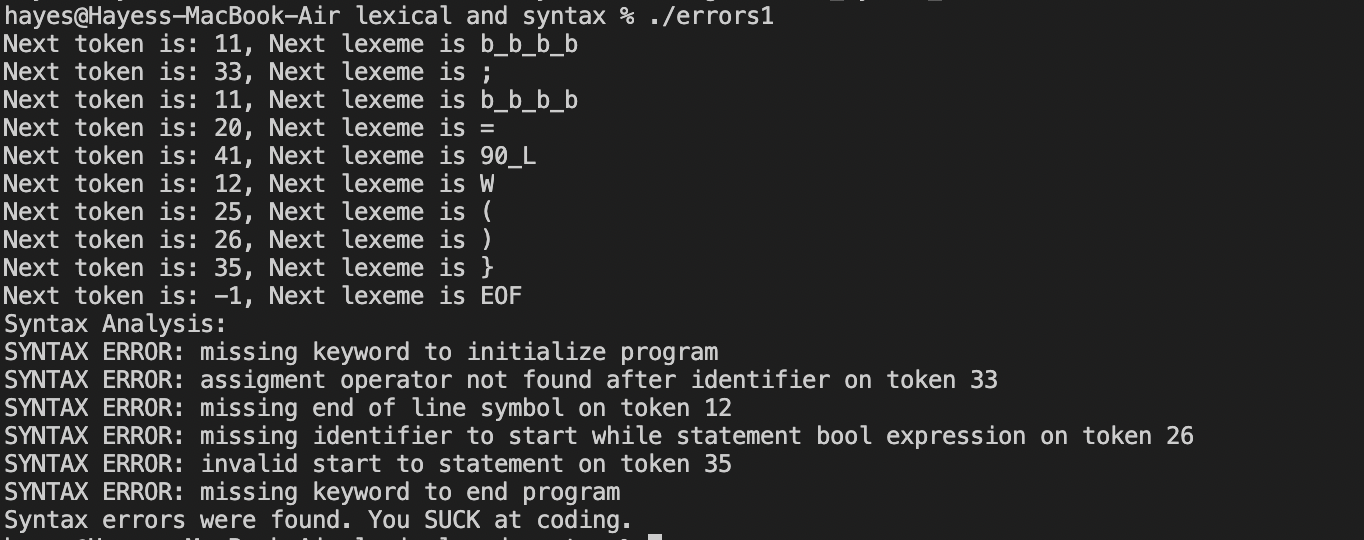 hayes@Hayess-MacBook-Air lexical and syntax % ./errors1
Next token is: 11, Next lexeme is b_b_b_b
Next token is: 33, Next lexeme is ;
Next token is: 11, Next lexeme is b_b_b_b
Next token is: 20, Next lexeme is =
Next token is: 41, Next lexeme is 90_L
Next token is: 12, Next lexeme is W
Next token is: 25, Next lexeme is (
Next token is: 26, Next lexeme is )
Next token is: 35, Next lexeme is }
Next token is: -1, Next lexeme is EOF
Syntax Analysis:
SYNTAX ERROR: missing keyword to initialize program
SYNTAX ERROR: assigment operator not found after identifier on token 33
SYNTAX ERROR: missing end of line symbol on token 12
SYNTAX ERROR: missing identifier to start while statement bool expression on token 26
SYNTAX ERROR: invalid start to statement on token 35
SYNTAX ERROR: missing keyword to end program
Syntax errors were found. You SUCK at coding.